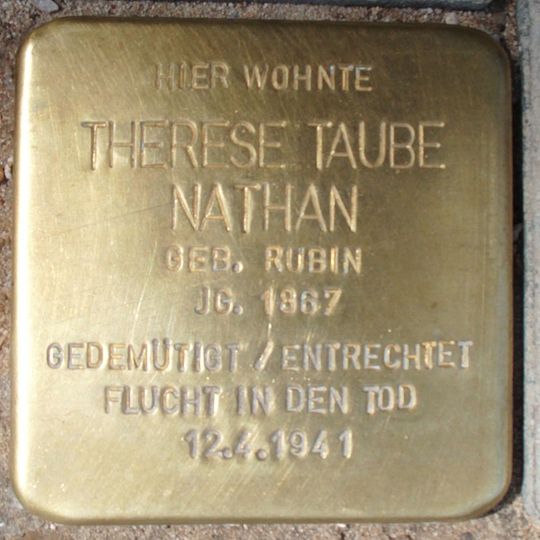 HIER WOHNTE
THERESE TAUBE
NATHAN
GEB. RUBIN
JG. 1867
GEDEMÜTIGT / ENTRECHTET
FLUCHT IN DEN TOD
12.4.1941